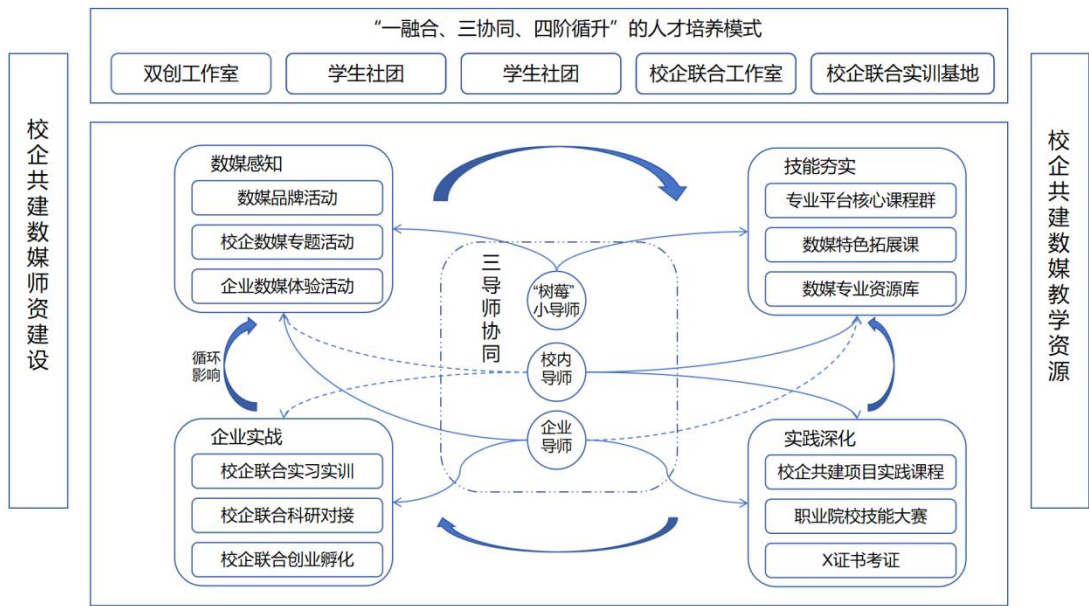 “一融合、三协同、四阶循升”的人才培养模式
双创工作室
学生社团
学生社团
校企联合工作室
校企联合实训基地
校企共建数媒师资建设
校企共建数媒教学资源
数媒感知
数媒品牌活动
校企数媒专题活动
企业数媒体验活动
技能夯实
专业平台核心课程群
数媒特色拓展课
数媒专业资源库
三导师协同
“树莓”
小导师
校内
导师
企业
导师
循环
影响
企业实战
校企联合实习实训
校企联合科研对接
校企联合创业孵化
实践深化
校企共建项目实践课程
职业院校技能大赛
X证书考证